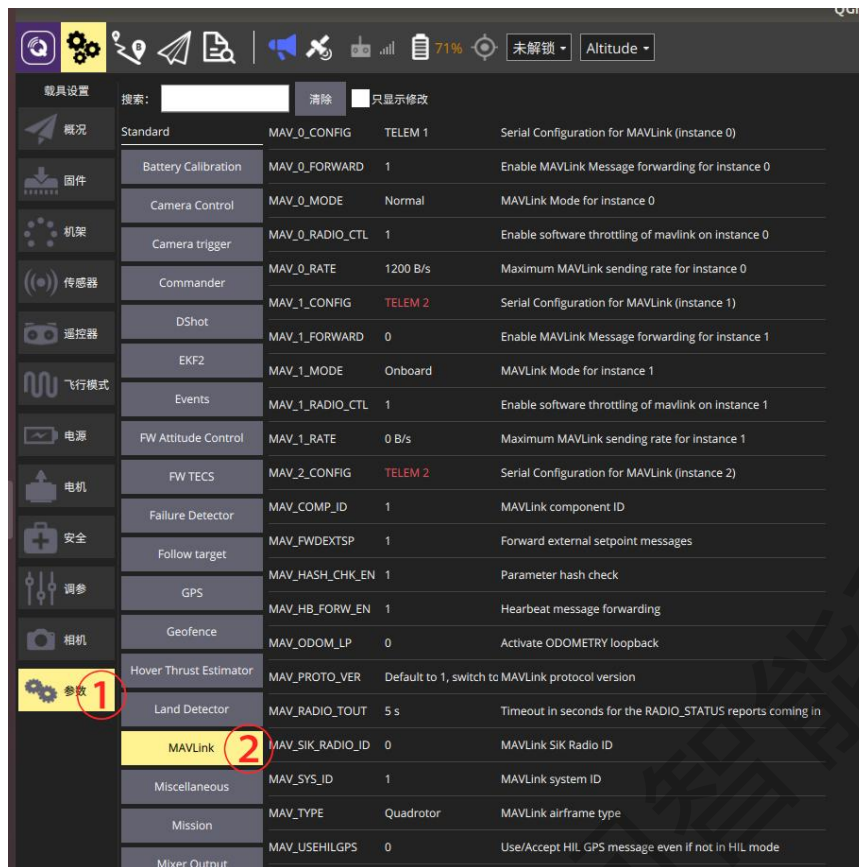 QG
71% 未解锁 Altitude
载具设置
搜索: 清除 只显示修改
概况
固件
机架
传感器
遥控器
飞行模式
电源
电机
安全
调参
相机
参数 1
Standard
Battery Calibration
Camera Control
Camera trigger
Commander
DShot
EKF2
Events
FW Attitude Control
FW TECS
Failure Detector
Follow target
GPS
Geofence
Hover Thrust Estimator
Land Detector
MAVLink 2
Miscellaneous
Mission
Mixer Output
MAV_0_CONFIG TELEM 1 Serial Configuration for MAVLink (instance 0)
MAV_0_FORWARD 1 Enable MAVLink Message forwarding for instance 0
MAV_0_MODE Normal MAVLink Mode for instance 0
MAV_0_RADIO_CTL 1 Enable software throttling of mavlink on instance 0
MAV_0_RATE 1200 B/s Maximum MAVLink sending rate for instance 0
MAV_1_CONFIG TELEM 2 Serial Configuration for MAVLink (instance 1)
MAV_1_FORWARD 0 Enable MAVLink Message forwarding for instance 1
MAV_1_MODE Onboard MAVLink Mode for instance 1
MAV_1_RADIO_CTL 1 Enable software throttling of mavlink on instance 1
MAV_1_RATE 0 B/s Maximum MAVLink sending rate for instance 1
MAV_2_CONFIG TELEM 2 Serial Configuration for MAVLink (instance 2)
MAV_COMP_ID 1 MAVLink component ID
MAV_FWDEXTSP 1 Forward external setpoint messages
MAV_HASH_CHK_EN 1 Parameter hash check
MAV_HB_FORW_EN 1 Hearbeat message forwarding
MAV_ODOM_LP 0 Activate ODOMETRY loopback
MAV_PROTO_VER Default to 1, switch to MAVLink protocol version
MAV_RADIO_TOUT 5 s Timeout in seconds for the RADIO_STATUS reports coming in
MAV_SIK_RADIO_ID 0 MAVLink SiK Radio ID
MAV_SYS_ID 1 MAVLink system ID
MAV_TYPE Quadrotor MAVLink airframe type
MAV_USEHILGPS 0 Use/Accept HIL GPS message even if not in HIL mode